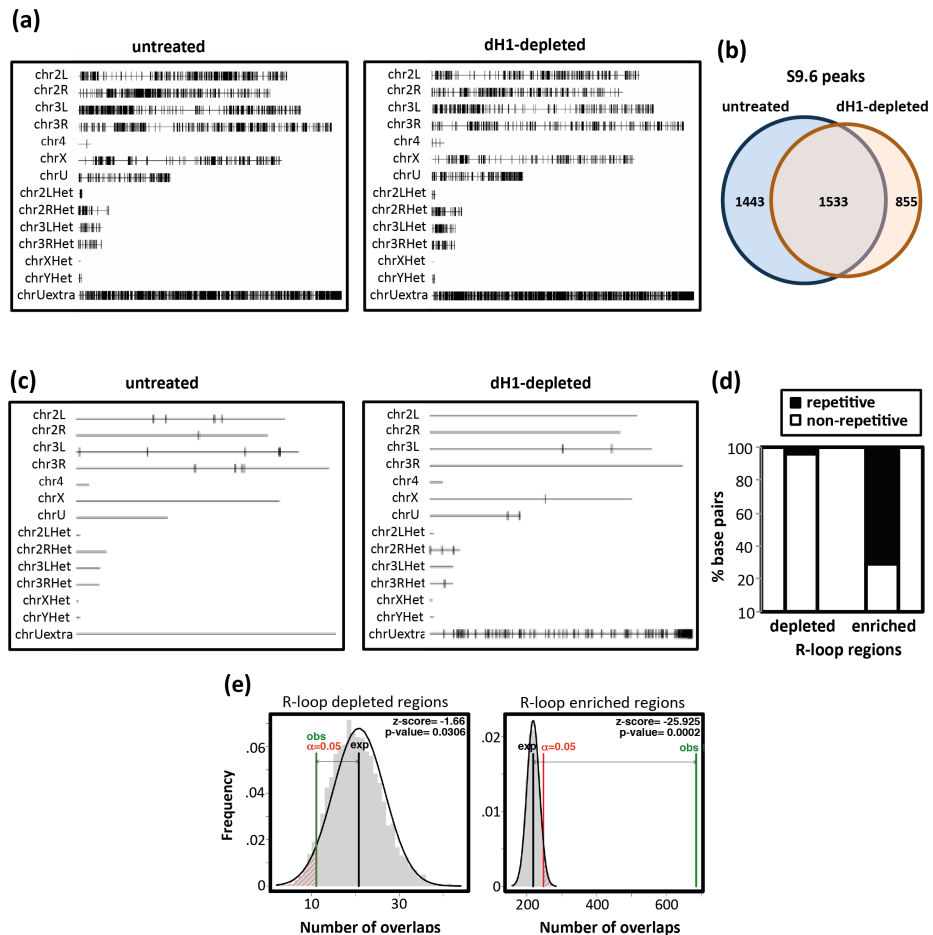 (a)
untreated
chr2L
chr2R
chr3L
chr3R
chr4
chrX
chrU
chr2LHet
chr2RHet
chr3LHet
chr3RHet
chrXHet
chrYHet
chrUextra
dH1-depleted
chr2L
chr2R
chr3L
chr3R
chr4
chrX
chrU
chr2LHet
chr2RHet
chr3LHet
chr3RHet
chrXHet
chrYHet
chrUextra
(b)
S9.6 peaks
untreated dH1-depleted
1443 1533 855
(c)
untreated
chr2L
chr2R
chr3L
chr3R
chr4
chrX
chrU
chr2LHet
chr2RHet
chr3LHet
chr3RHet
chrXHet
chrYHet
chrUextra
dH1-depleted
chr2L
chr2R
chr3L
chr3R
chr4
chrX
chrU
chr2LHet
chr2RHet
chr3LHet
chr3RHet
chrXHet
chrYHet
chrUextra
(d)
repetitive
non-repetitive
100
80
60
40
20
10
% base pairs
depleted enriched
R-loop regions
(e)
R-loop depleted regions
z-score= -1.66
p-value= 0.0306
obs
α=0.05
exp
.06
.04
.02
0
Frequency
10 30
Number of overlaps
R-loop enriched regions
z-score= -25.925
p-value= 0.0002
exp α=0.05 obs
.02
0.01
0
200 400 600
Number of overlaps